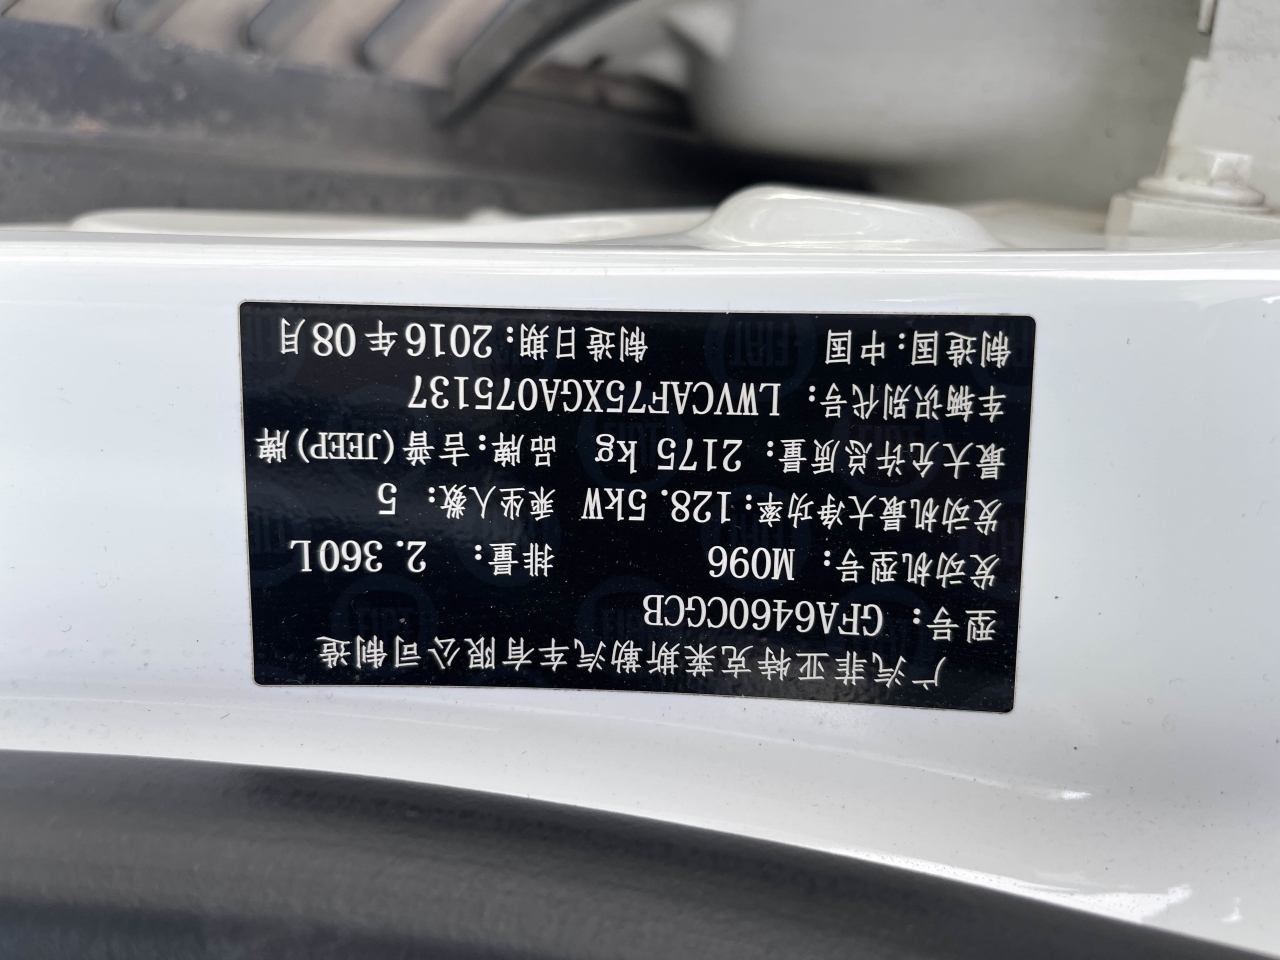 广汽菲亚特克莱斯勒汽车有限公司制造
型号: GFA6460CGCB
发动机型号: M096 排量: 2.360L
发动机最大净功率:128.5kW 乘坐人数: 5
最大允许总质量: 2175 kg 品牌:吉普(JEEP)牌
车辆识别代号: LWVCAF75XGA075137
制造国:中国 制造日期:2016年08月